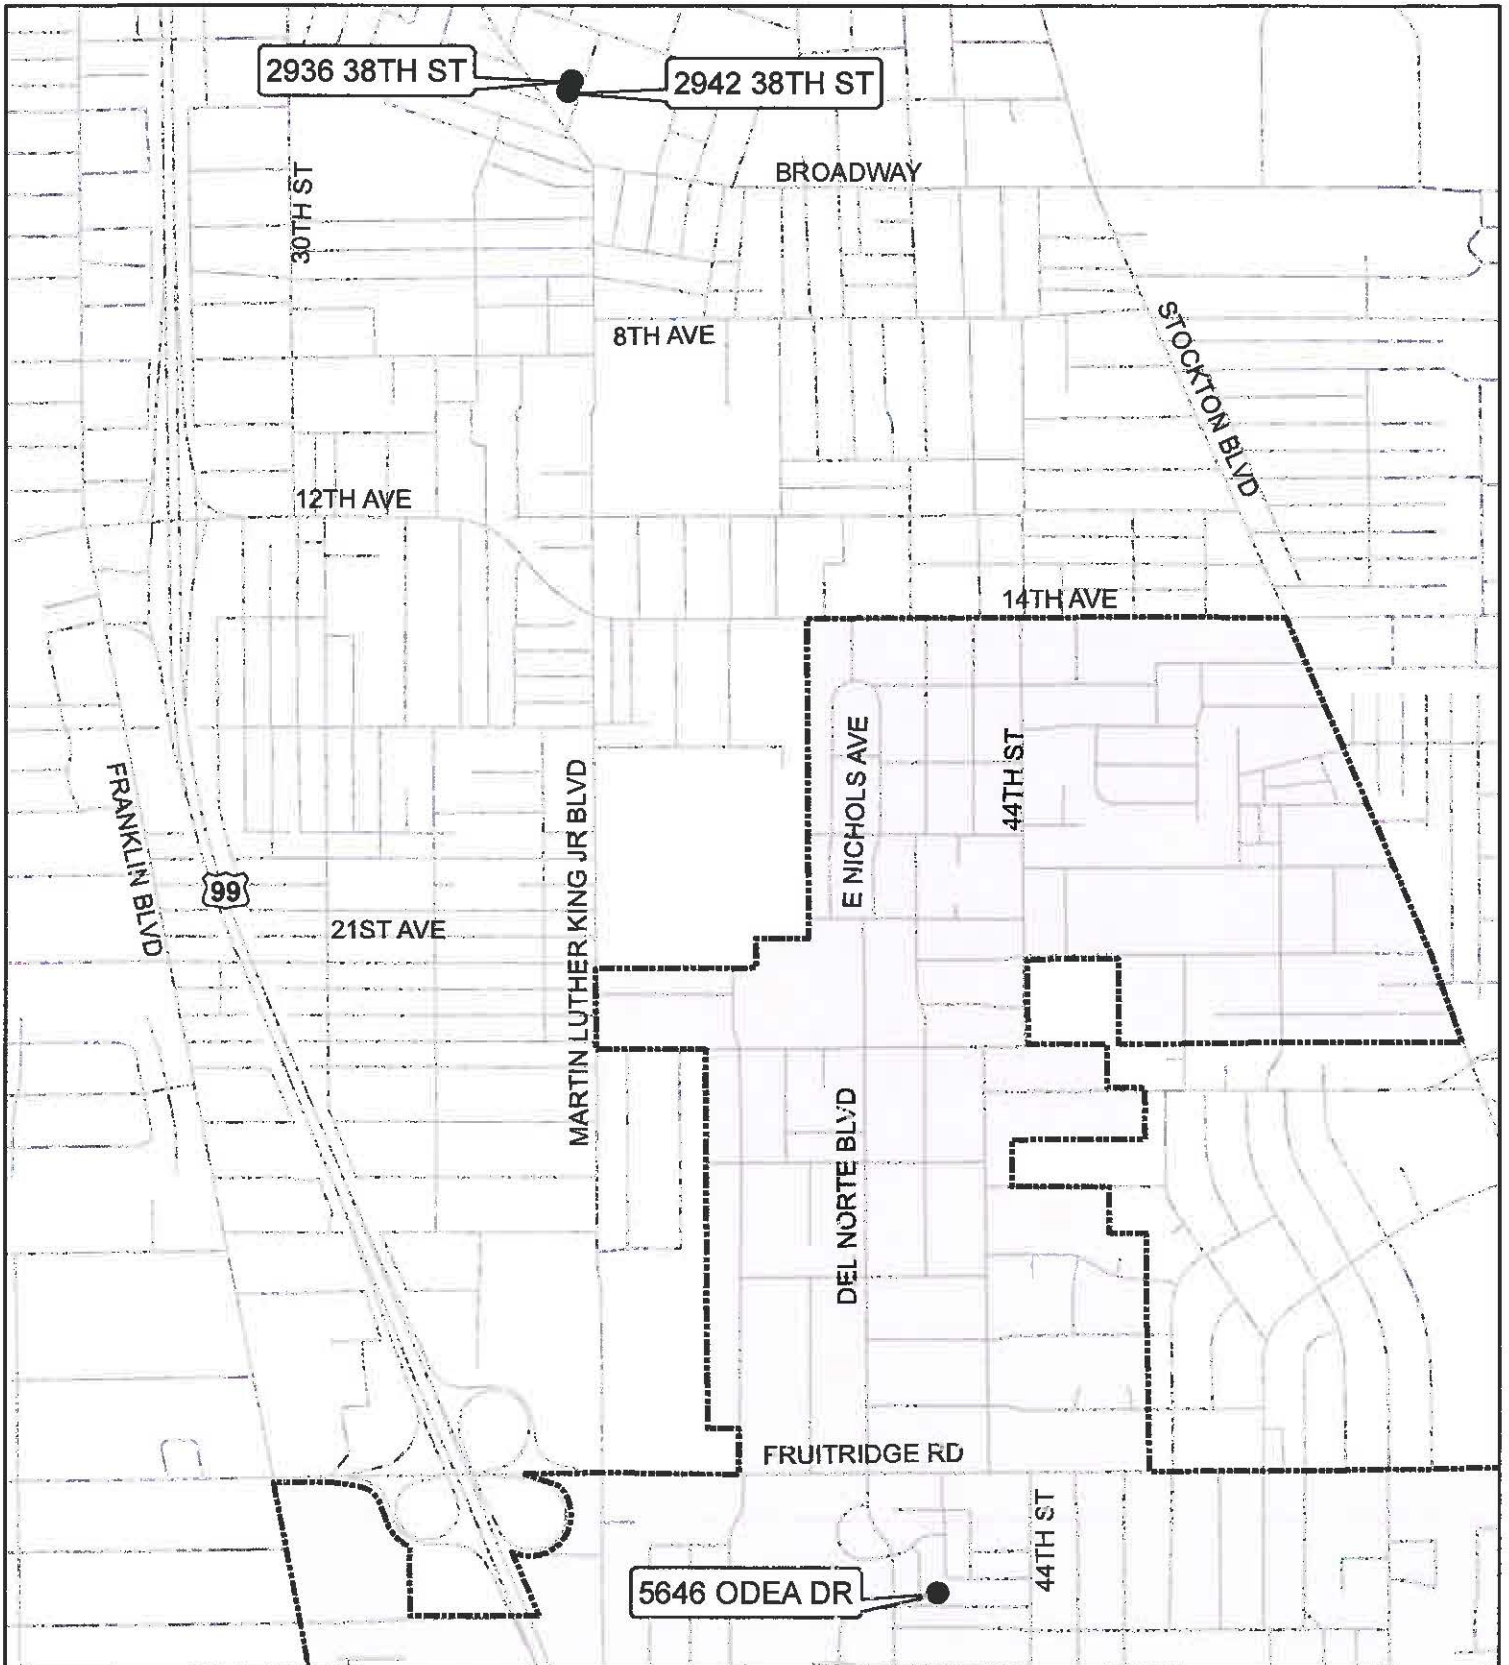 2936 38TH ST
2942 38TH ST
BROADWAY
30TH ST
8TH AVE
STOCKTON BLVD
12TH AVE
14TH AVE
FRANKLIN BLVD
99
21ST AVE
MARTIN LUTHER KING JR BLVD
E NICHOLS AVE
44TH ST
DEL NORTE BLVD
FRUITRIDGE RD
44TH ST
5646 ODEA DR